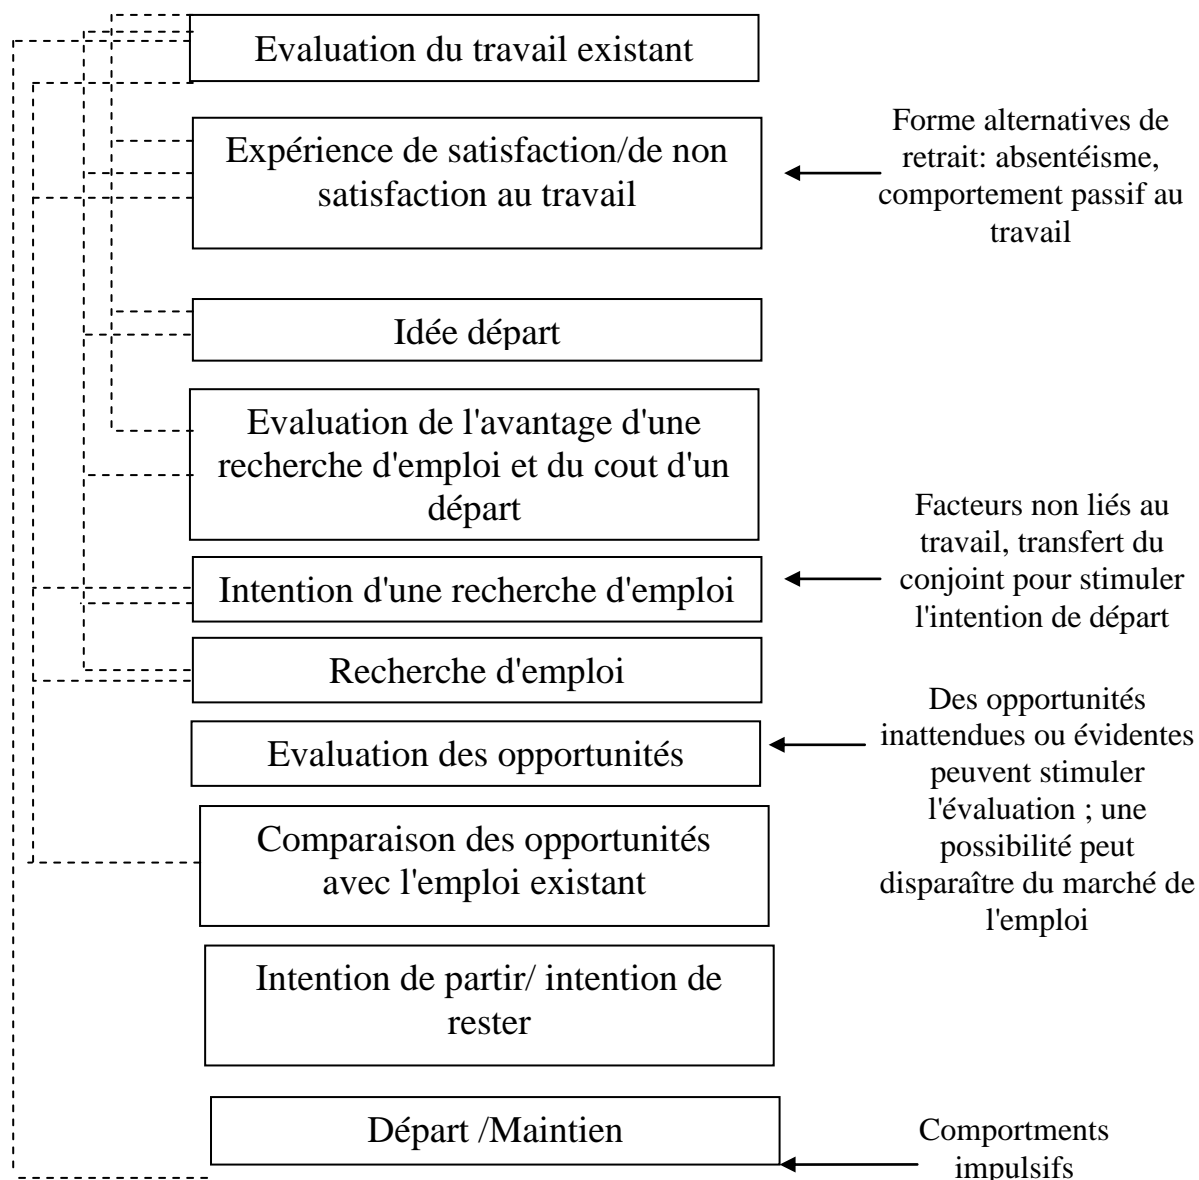 Evaluation du travail existant
Expérience de satisfaction/de non
satisfaction au travail
Forme alternatives de
retrait: absentéisme,
comportement passif au
travail
Idée départ
Evaluation de l'avantage d'une
recherche d'emploi et du cout d'un
départ
Intention d'une recherche d'emploi
Facteurs non liés au
travail, transfert du
conjoint pour stimuler
l'intention de départ
Recherche d'emploi
Evaluation des opportunités
Des opportunités
inattendues ou évidentes
peuvent stimuler
l'évaluation ; une
possibilité peut
disparaître du marché de
l'emploi
Comparaison des opportunités
avec l'emploi existant
Intention de partir/ intention de
rester
Départ /Maintien
Comportments
impulsifs